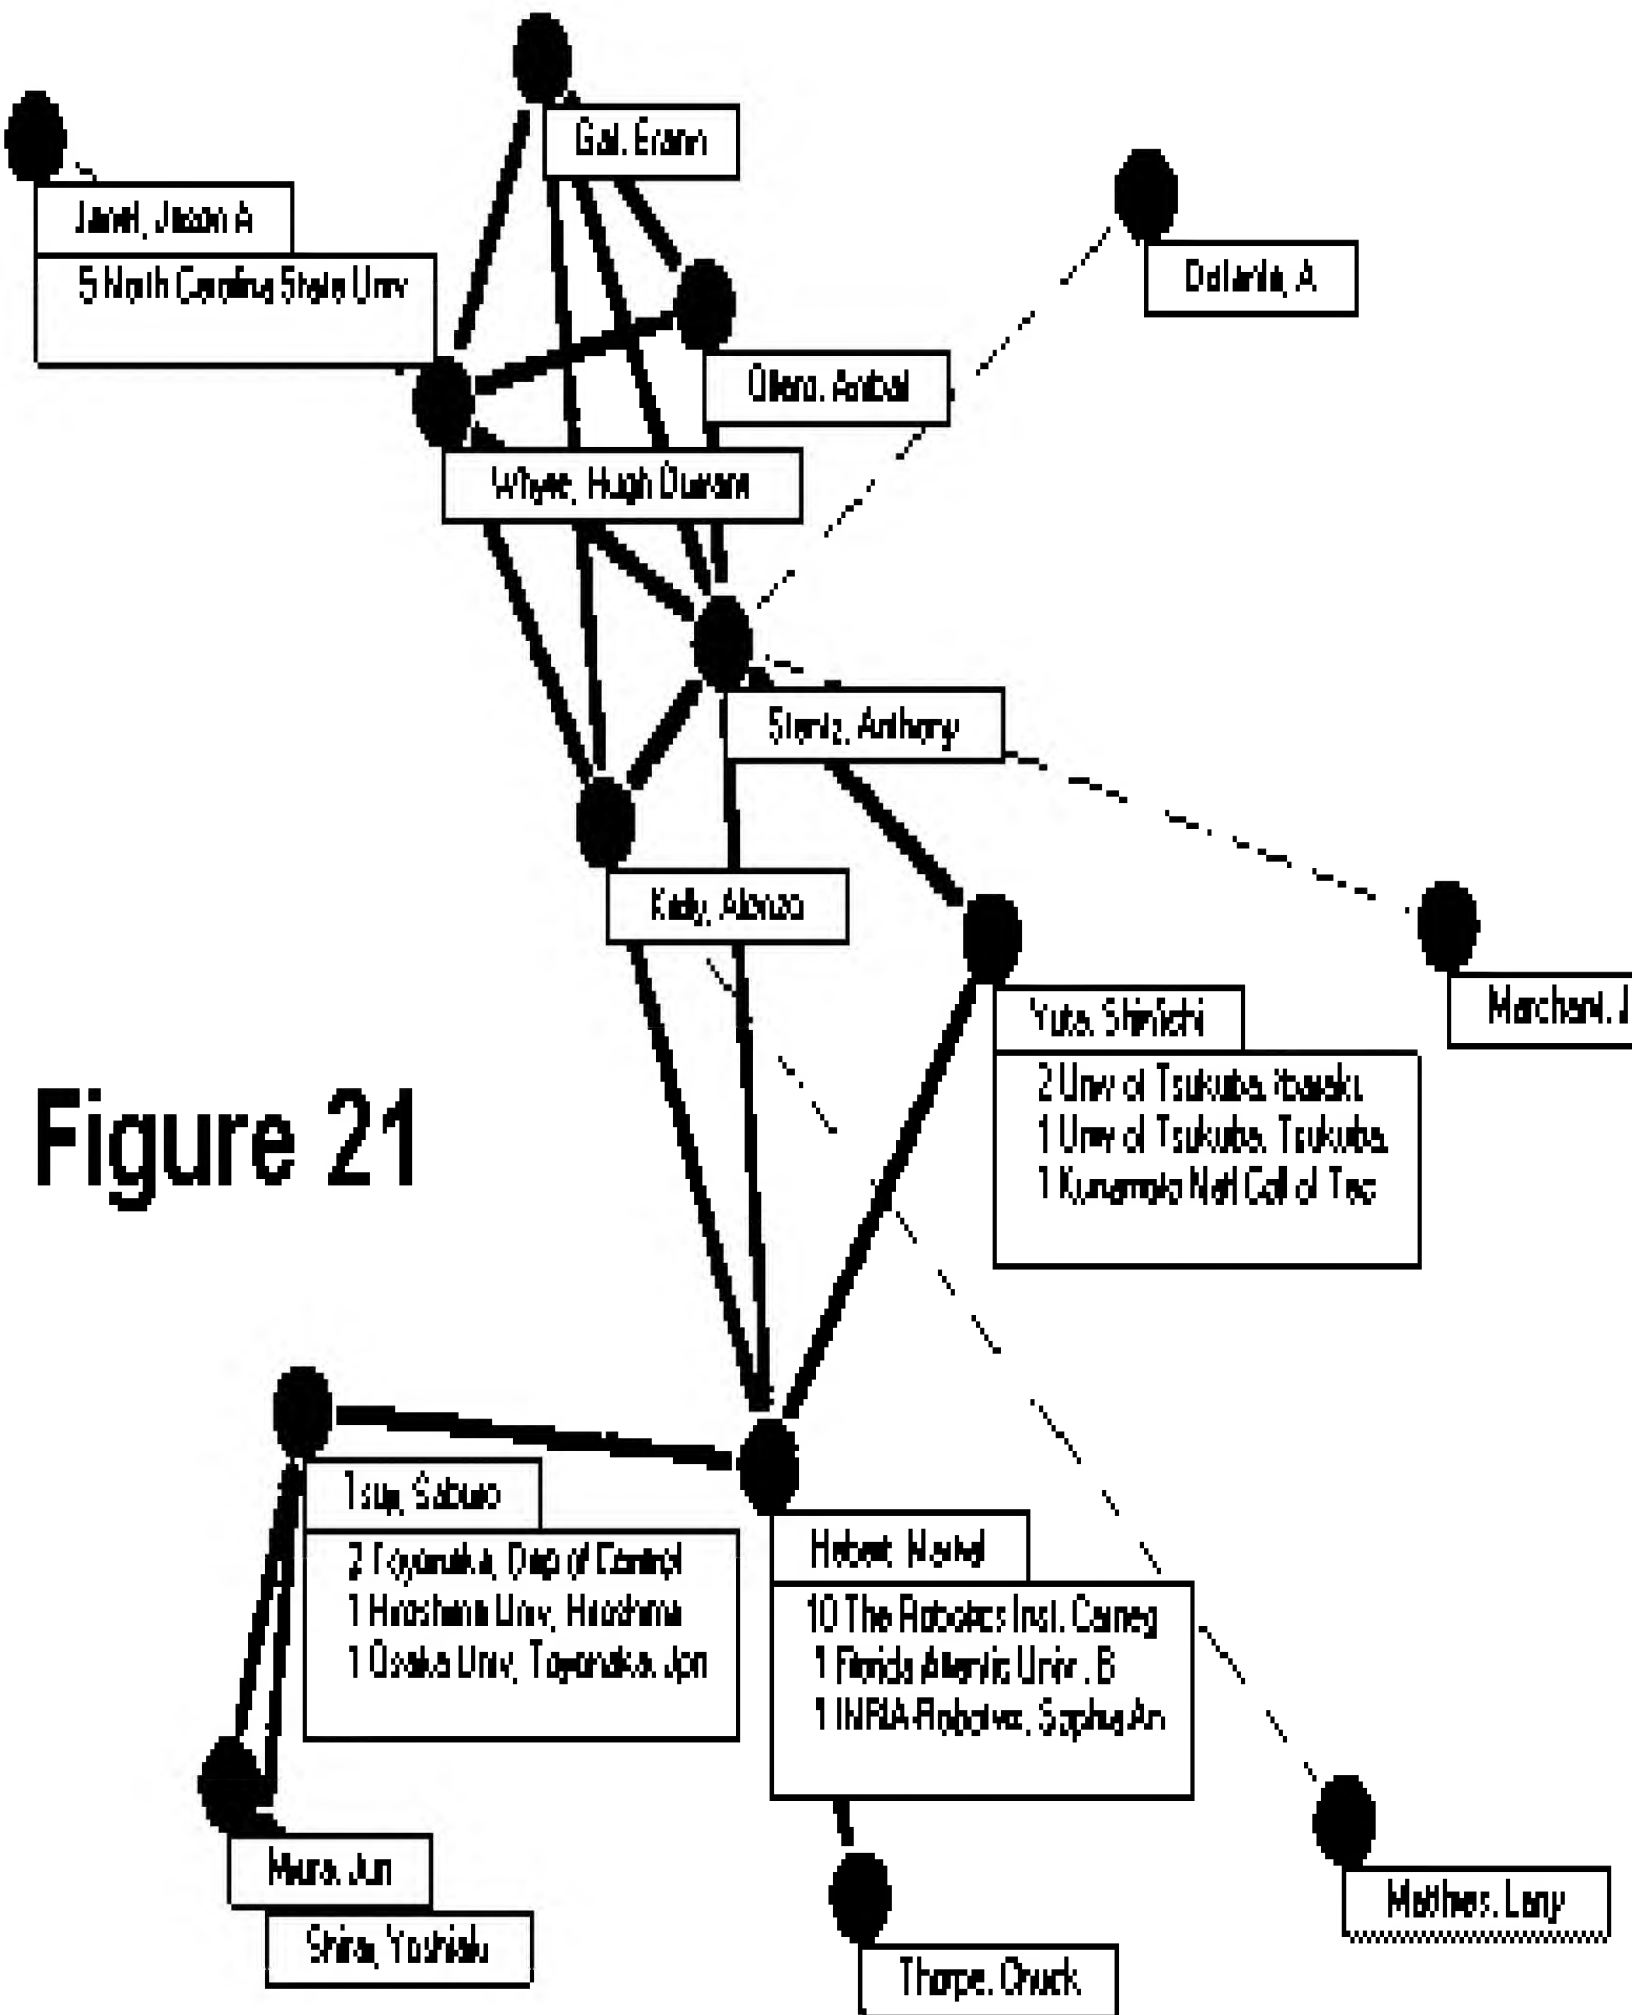 Gat, Erann
Janet, Jason A
5 North Carolina State Univ
Delanie, A
Ollero, Anibal
Whyte, Hugh Durrant
Stentz, Anthony
Kelly, Alonzo
Marchant, J
Yuta, Shin'ichi
2 Univ of Tsukuba, Ibaraki,
1 Univ of Tsukuba, Tsukuba,
1 Kumamoto Natl Coll of Tec
Figure 21
Tsuji, Saburo
2 Toyonaka, Dep of Control
1 Hiroshima Univ, Hiroshima
1 Osaka Univ, Toyonaka, Jpn
Hebert, Martial
10 The Robotics Inst. Carneg
1 Florida Atlantic Univ., B
1 INRIA-Robotvis, Sophia An
Miura, Jun
Shirai, Yoshiaki
Matthies, Larry
Thorpe, Chuck